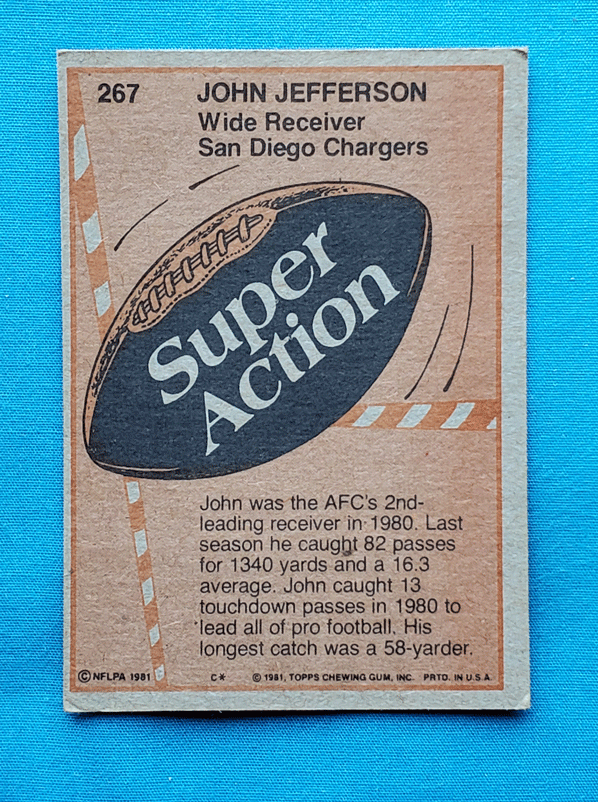 267
JOHN JEFFERSON
Wide Receiver
San Diego Chargers
Super
Action
John was the AFC's 2nd-
leading receiver in 1980. Last
season he caught 82 passes
for 1340 yards and a 16.3
average. John caught 13
touchdown passes in 1980 to
lead all of pro football. His
longest catch was a 58-yarder.
© NFLPA 1981 C* © 1981, TOPPS CHEWING GUM, INC. PRTD. IN U.S.A.